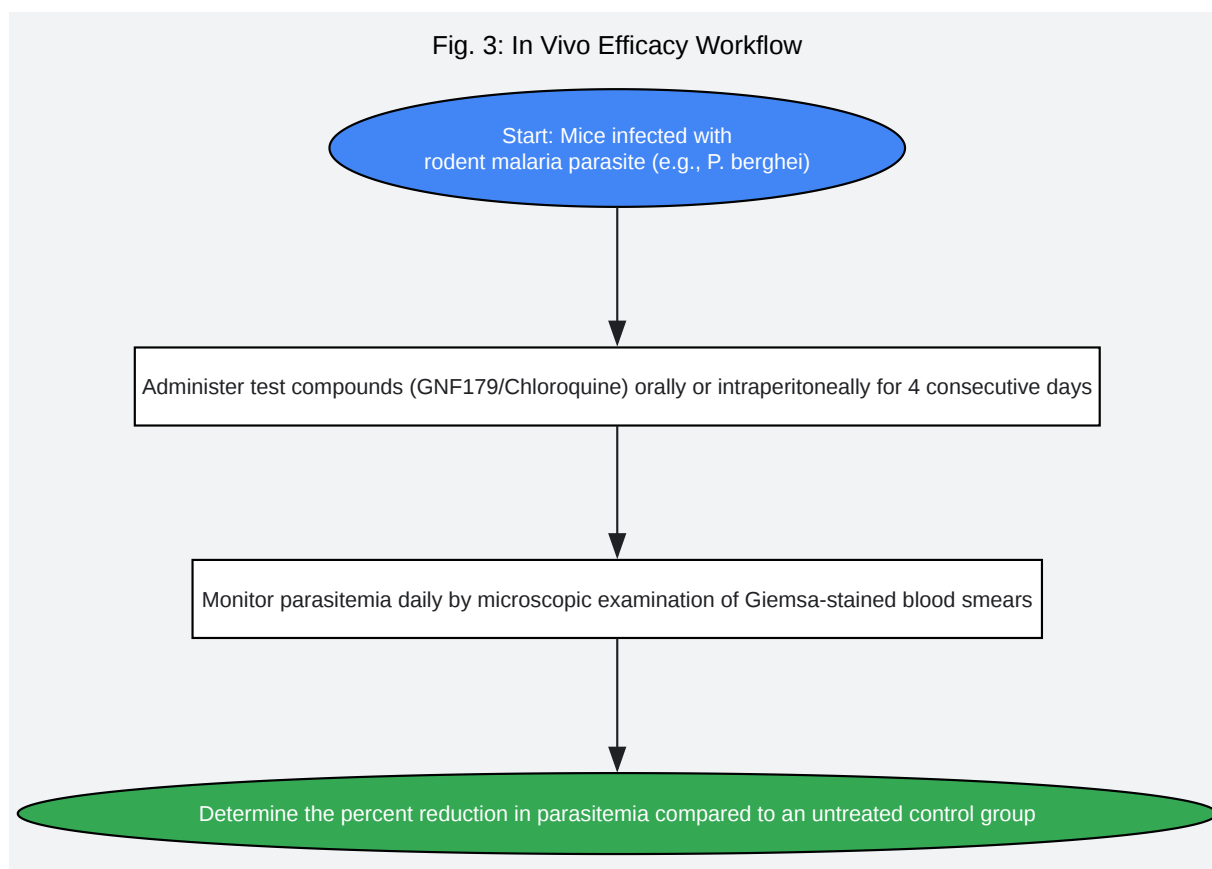 Fig. 3: In Vivo Efficacy Workflow
Start: Mice infected with
rodent malaria parasite (e.g., P. berghei)
Administer test compounds (GNF179/Chloroquine) orally or intraperitoneally for 4 consecutive days
Monitor parasitemia daily by microscopic examination of Giemsa-stained blood smears
Determine the percent reduction in parasitemia compared to an untreated control group